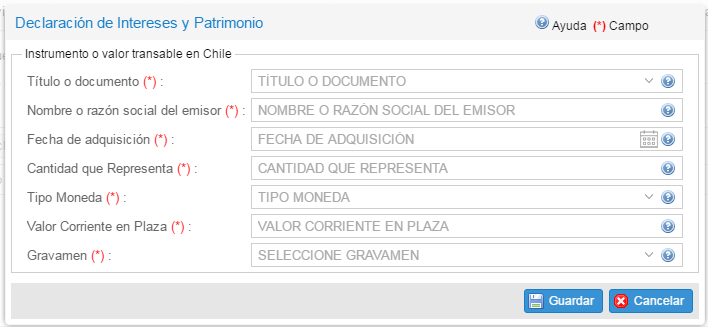 Declaración de Intereses y Patrimonio
Ayuda (*) Campo
Instrumento o valor transable en Chile
Título o documento (*) : TÍTULO O DOCUMENTO
Nombre o razón social del emisor (*) : NOMBRE O RAZÓN SOCIAL DEL EMISOR
Fecha de adquisición (*) : FECHA DE ADQUISICIÓN
Cantidad que Representa (*) : CANTIDAD QUE REPRESENTA
Tipo Moneda (*) : TIPO MONEDA
Valor Corriente en Plaza (*) : VALOR CORRIENTE EN PLAZA
Gravamen (*) : SELECCIONE GRAVAMEN
Guardar Cancelar